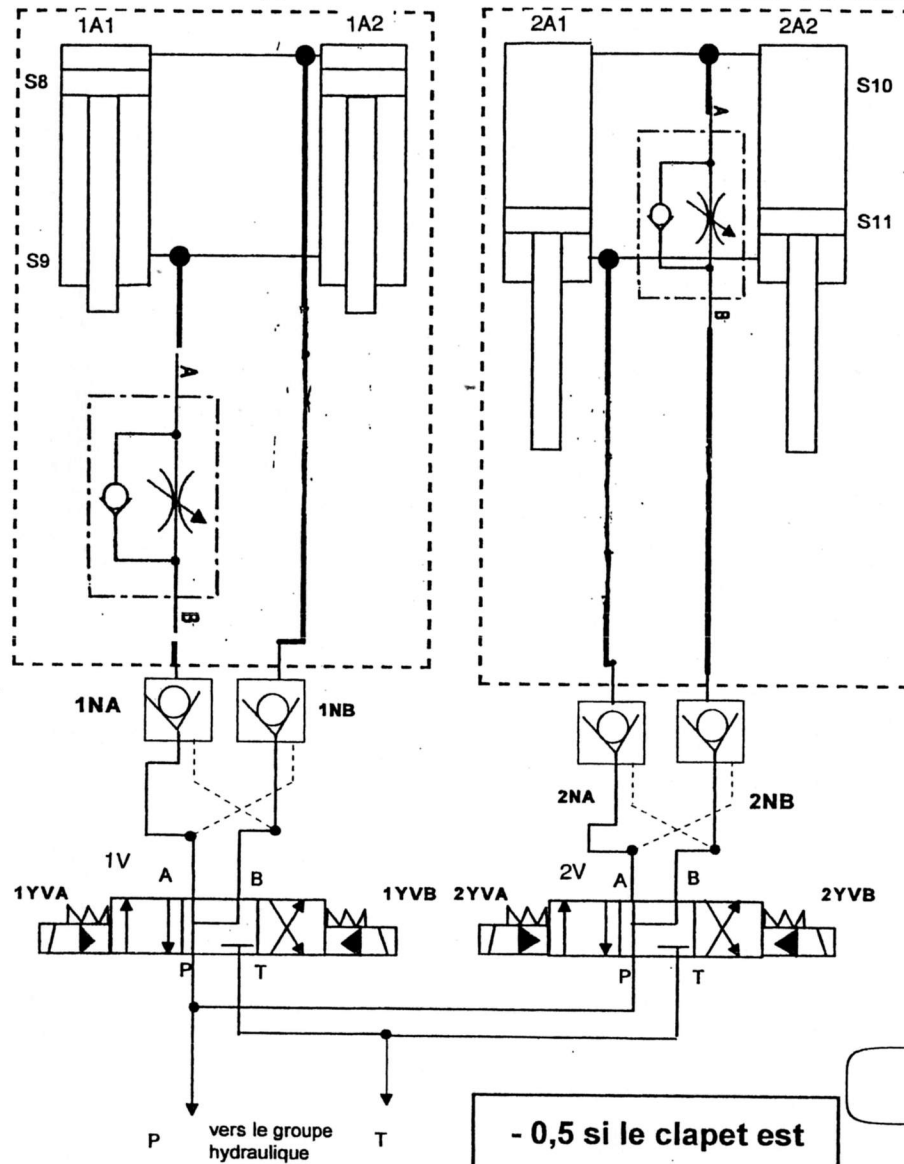 1A1 1A2 2A1 2A2
S8 S10
A
S11
S9
A B
B
1NA 1NB
2NA 2NB
1V A B 2V A B
1YVA 1YVB 2YVA 2YVB
P T P T
P vers le groupe T
hydraulique
- 0,5 si le clapet est